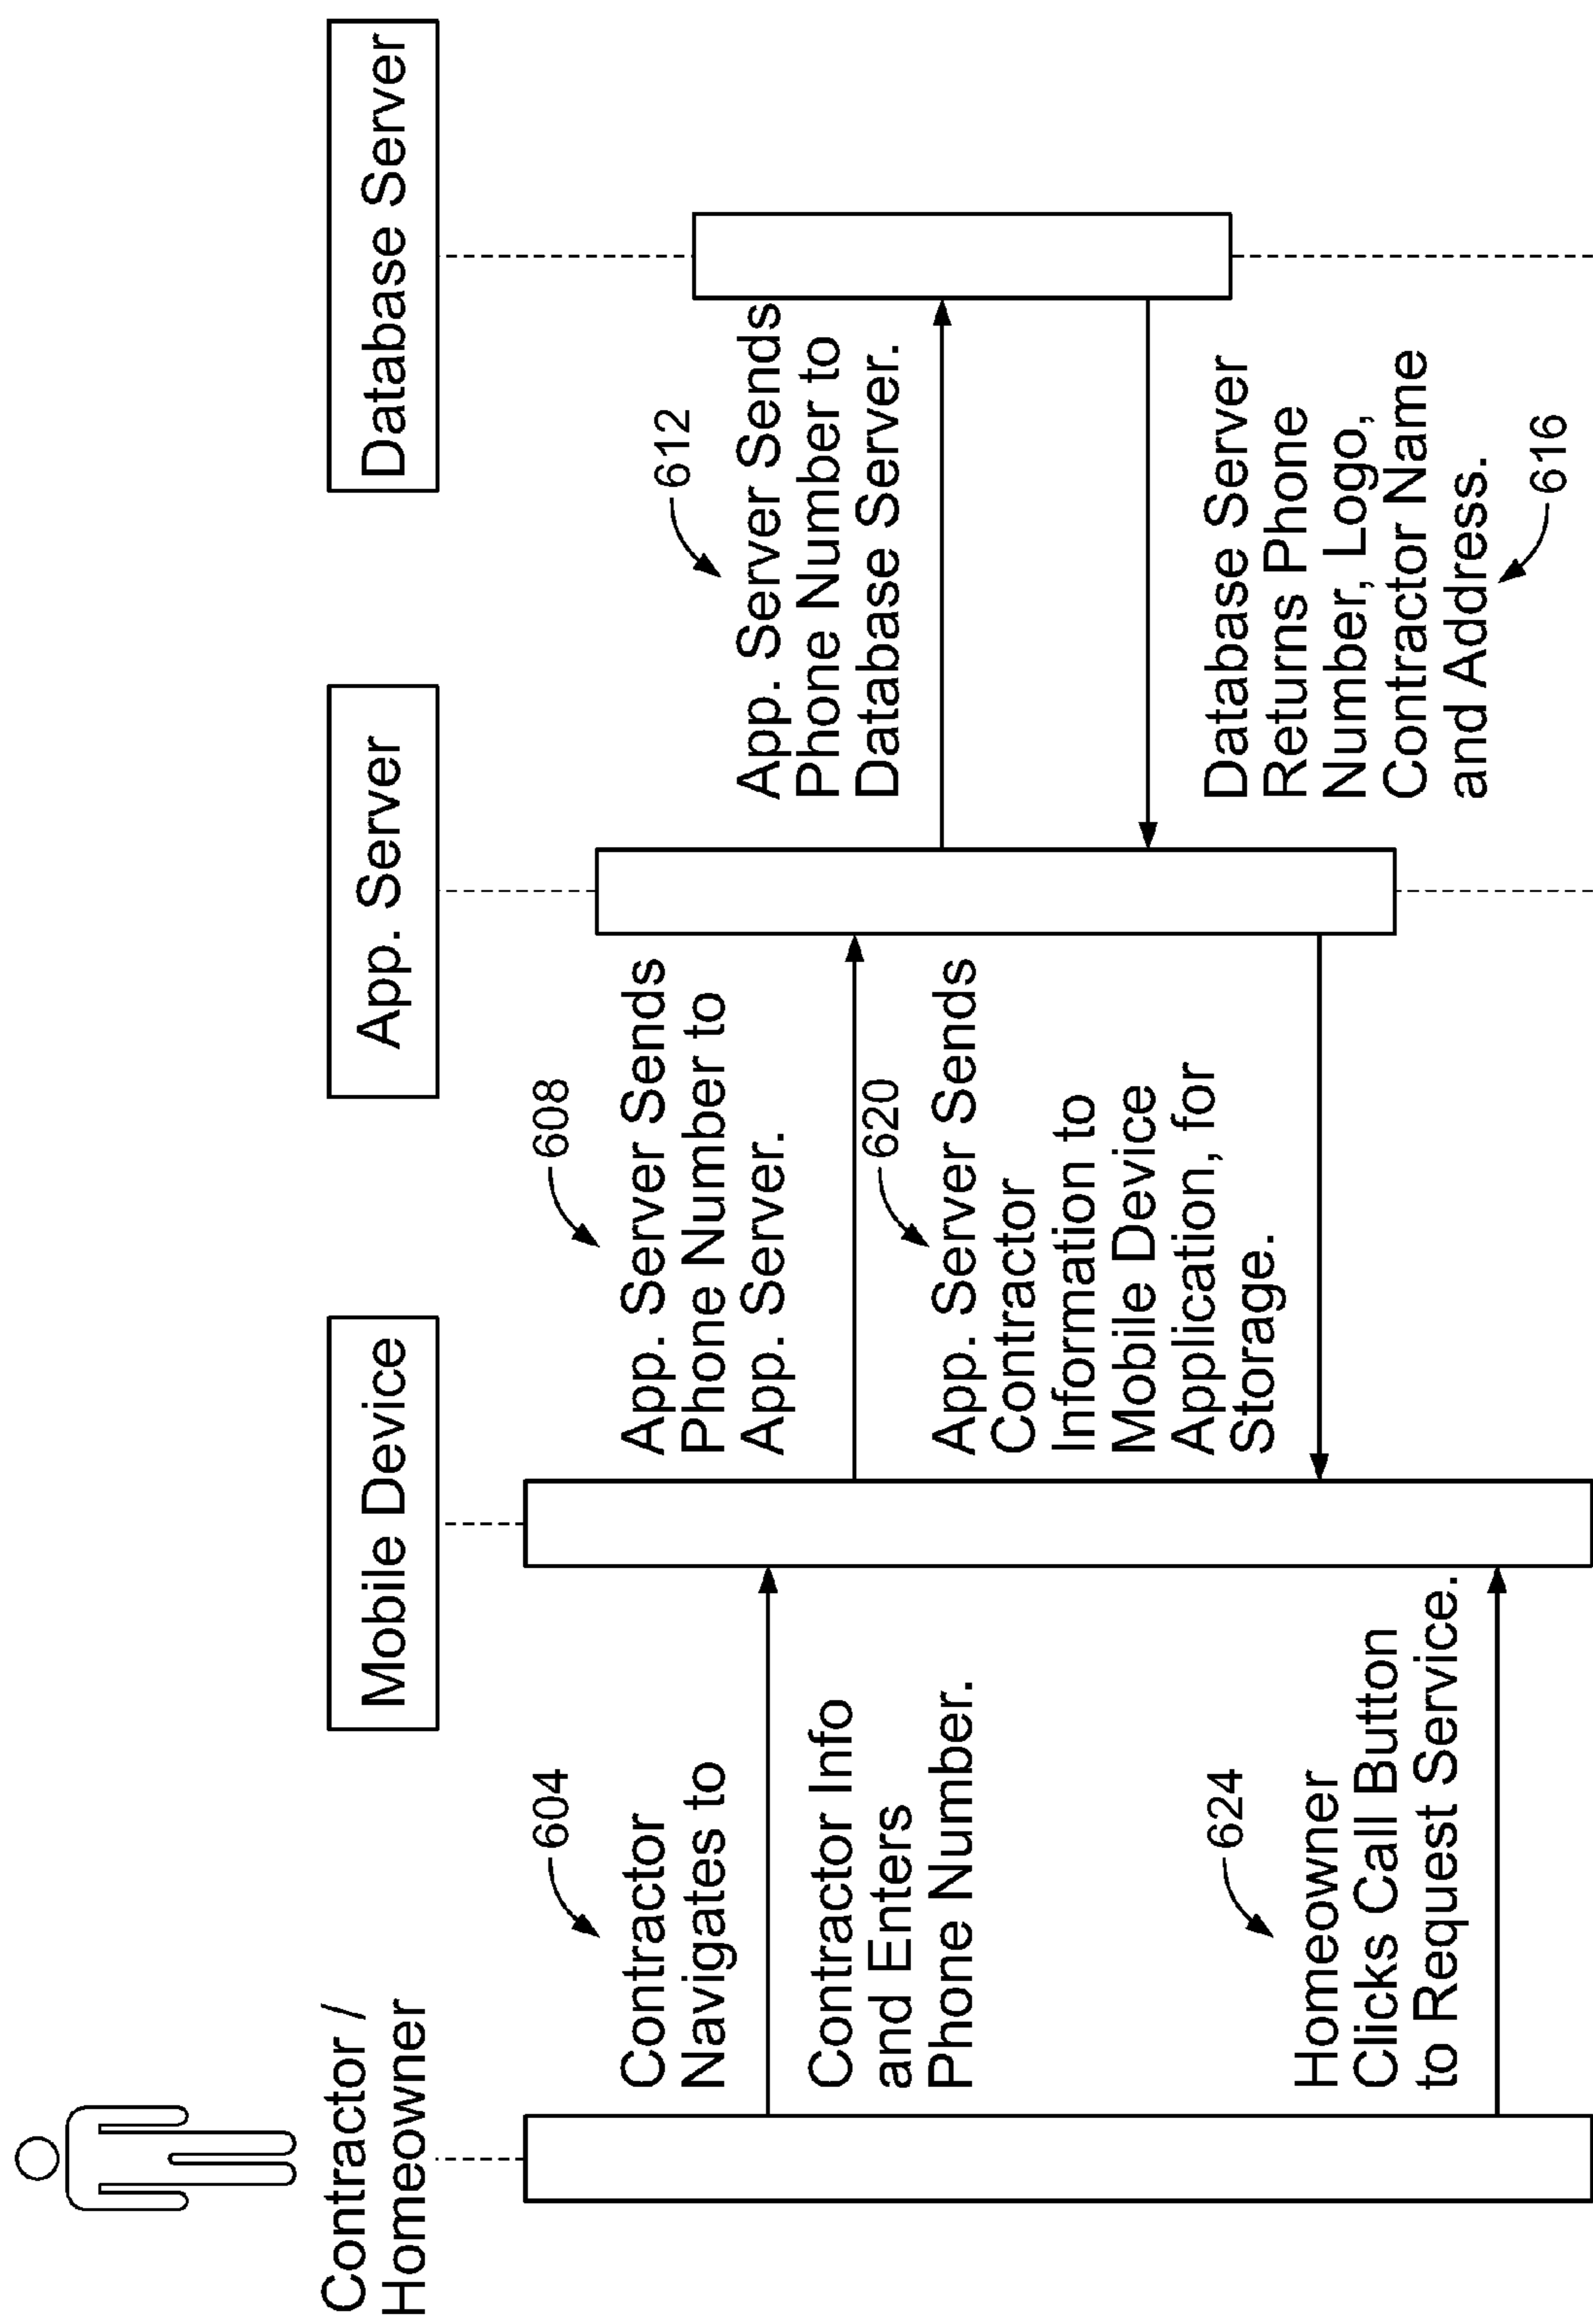 Contractor /
Homeowner
Mobile Device
App. Server
Database Server
604
Contractor
Navigates to
Contractor Info
and Enters
Phone Number.
608
App. Server Sends
Phone Number to
App. Server.
612
App. Server Sends
Phone Number to
Database Server.
Database Server
Returns Phone
Number, Logo,
Contractor Name
and Address.
616
620
App. Server Sends
Contractor
Information to
Mobile Device
Application, for
Storage.
624
Homeowner
Clicks Call Button
to Request Service.